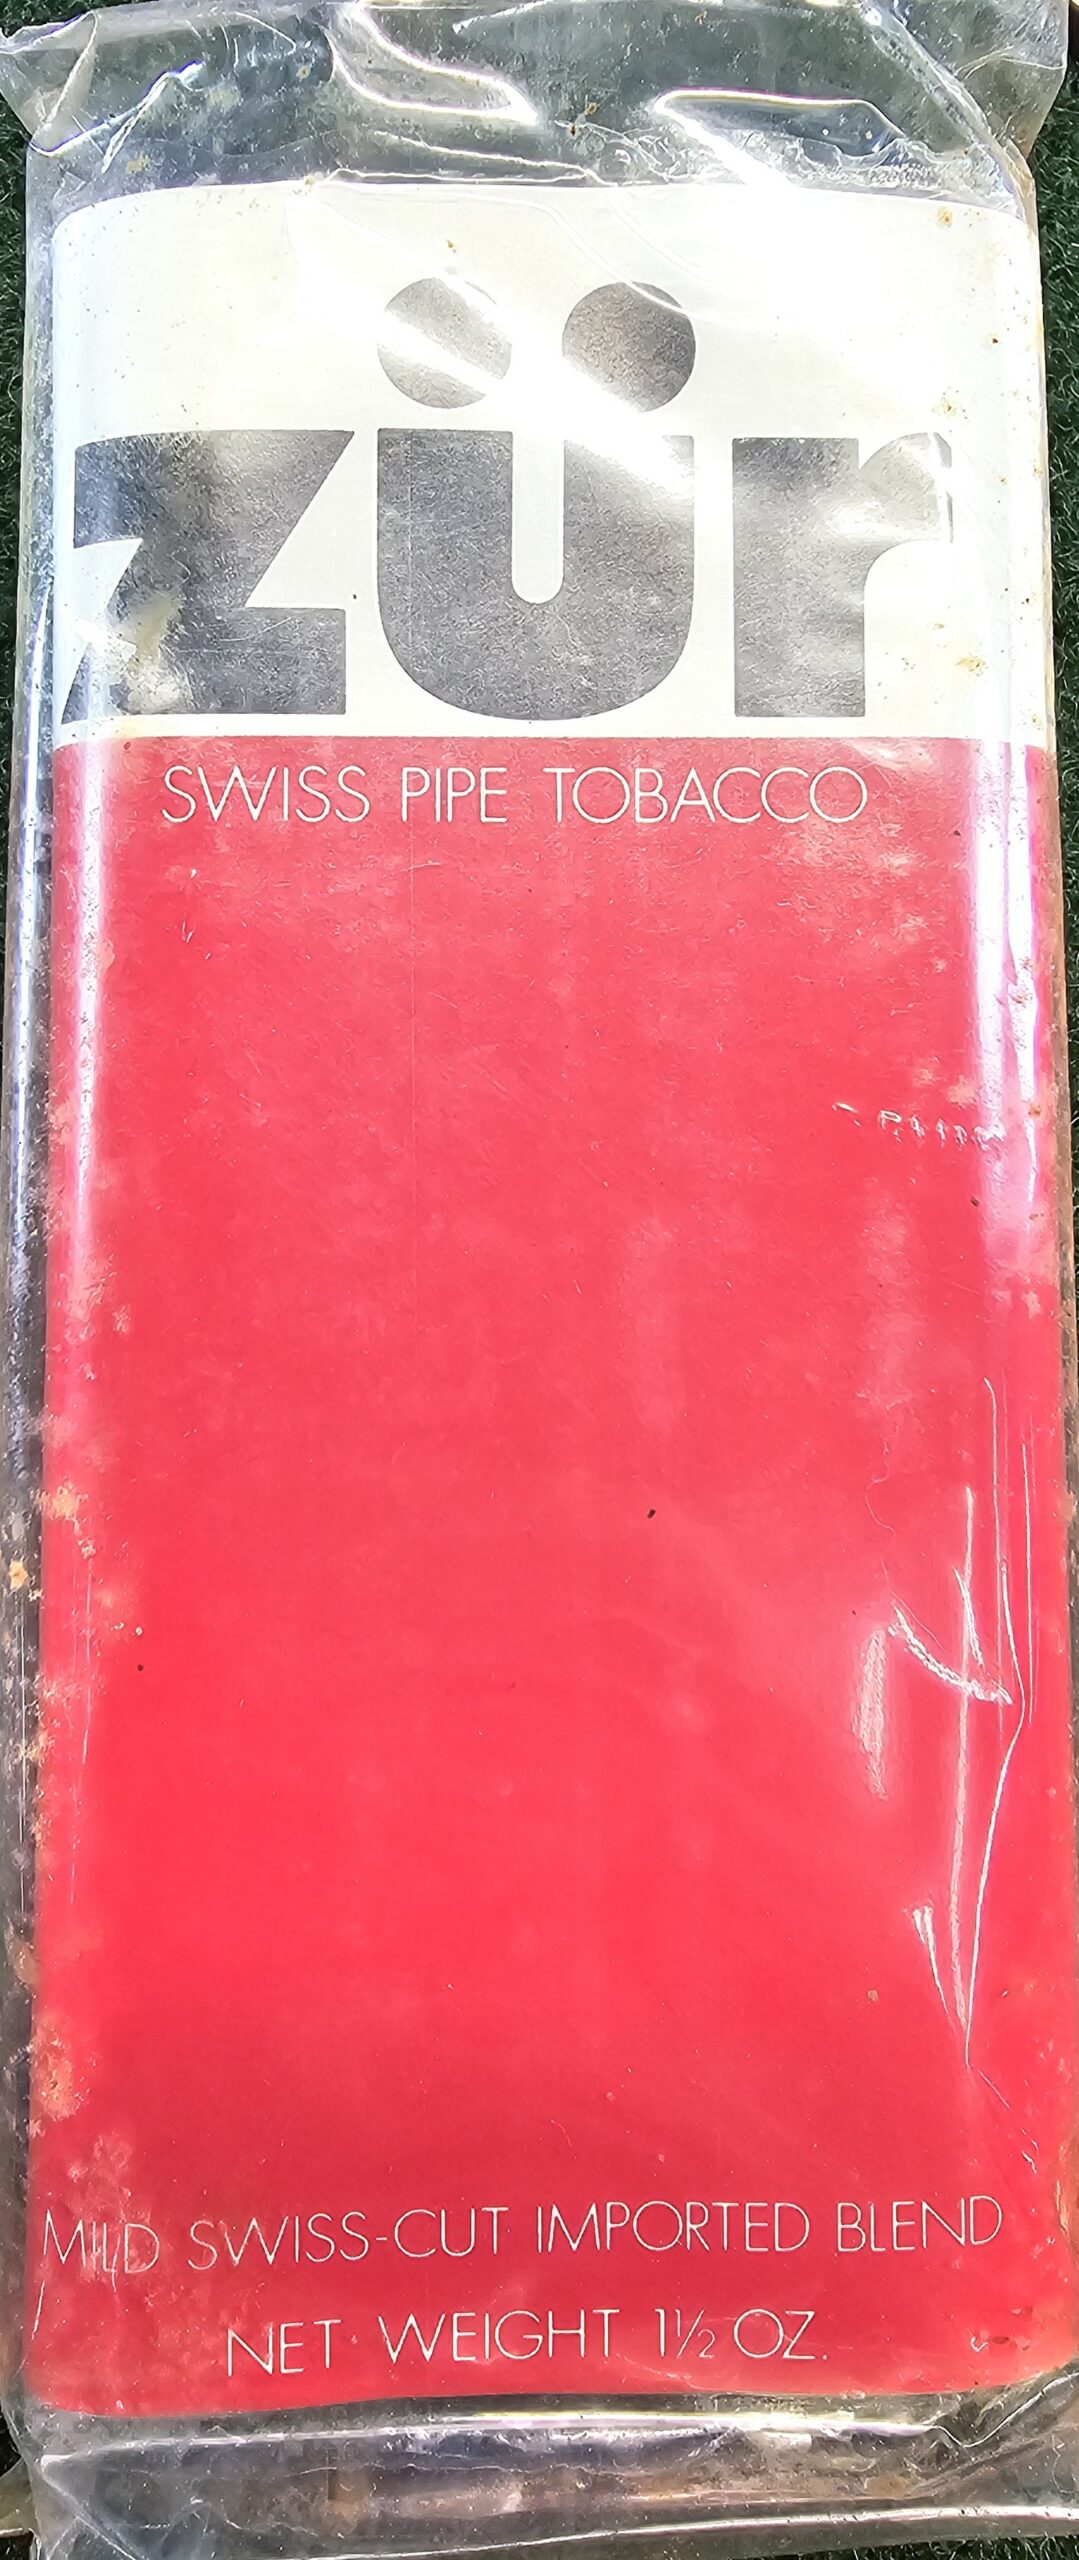 zür
SWISS PIPE TOBACCO
MILD SWISS-CUT IMPORTED BLEND
NET WEIGHT 1½ OZ.